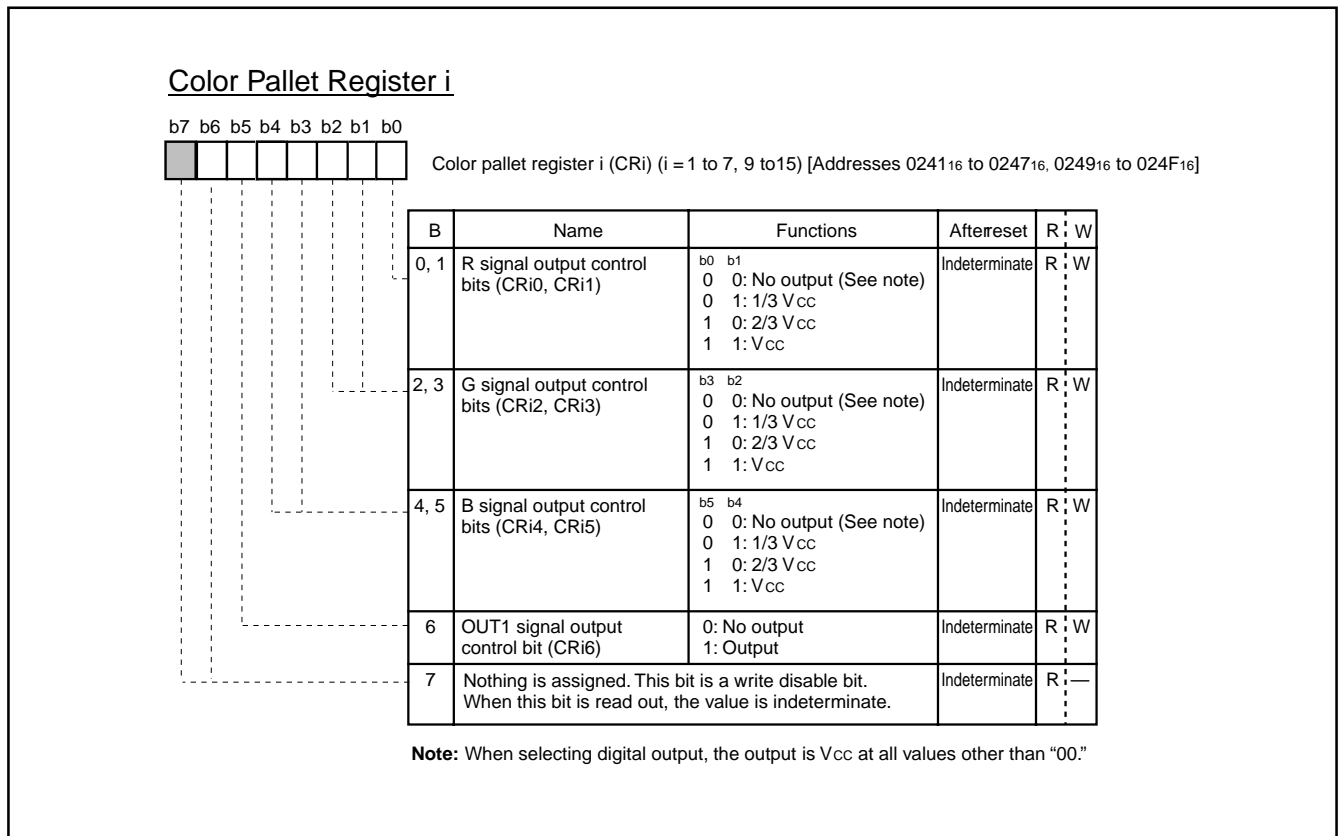 Color Pallet Register i
b7 b6 b5 b4 b3 b2 b1 b0
Color pallet register i (CRi) (i = 1 to 7, 9 to15) [Addresses 024116 to 024716, 024916 to 024F16]
B Name Functions Afterreset R W
0, 1 R signal output control bits (CRi0, CRi1) Indeterminate R W
b0 b1
0 0: No output (See note)
0 1: 1/3 VCC
1 0: 2/3 VCC
1 1: VCC
2, 3 G signal output control bits (CRi2, CRi3) Indeterminate R W
b3 b2
0 0: No output (See note)
0 1: 1/3 VCC
1 0: 2/3 VCC
1 1: VCC
4, 5 B signal output control bits (CRi4, CRi5) Indeterminate R W
b5 b4
0 0: No output (See note)
0 1: 1/3 VCC
1 0: 2/3 VCC
1 1: VCC
6 OUT1 signal output control bit (CRi6) Indeterminate R W
0: No output
1: Output
7 Nothing is assigned. This bit is a write disable bit. Indeterminate R —
When this bit is read out, the value is indeterminate.
Note: When selecting digital output, the output is VCC at all values other than “00.”